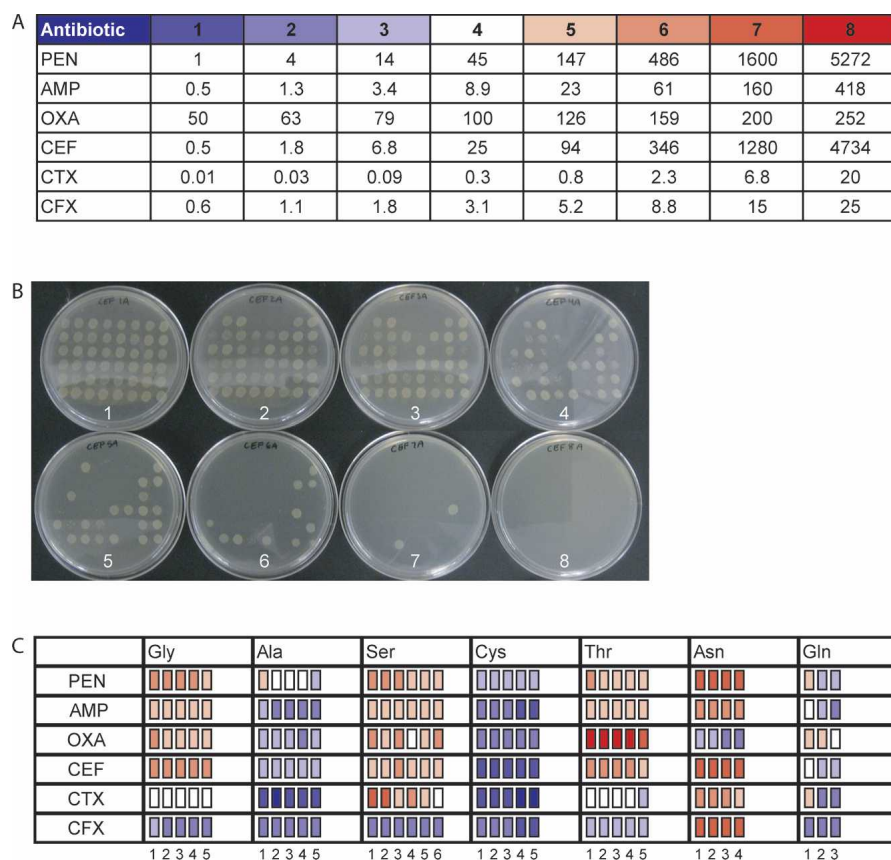 A
Antibiotic 1 2 3 4 5 6 7 8
PEN 1 4 14 45 147 486 1600 5272
AMP 0.5 1.3 3.4 8.9 23 61 160 418
OXA 50 63 79 100 126 159 200 252
CEF 0.5 1.8 6.8 25 94 346 1280 4734
CTX 0.01 0.03 0.09 0.3 0.8 2.3 6.8 20
CFX 0.6 1.1 1.8 3.1 5.2 8.8 15 25
B
CEF 1A CEF 2A CEF 3A CEF 4A
1 2 3 4
CEF 5A CEF 6A CEF 7A CEF 8A
5 6 7 8
C
Gly Ala Ser Cys Thr Asn Gln
PEN
AMP
OXA
CEF
CTX
CFX
1 2 3 4 5 1 2 3 4 5 1 2 3 4 5 6 1 2 3 4 5 1 2 3 4 5 1 2 3 4 1 2 3